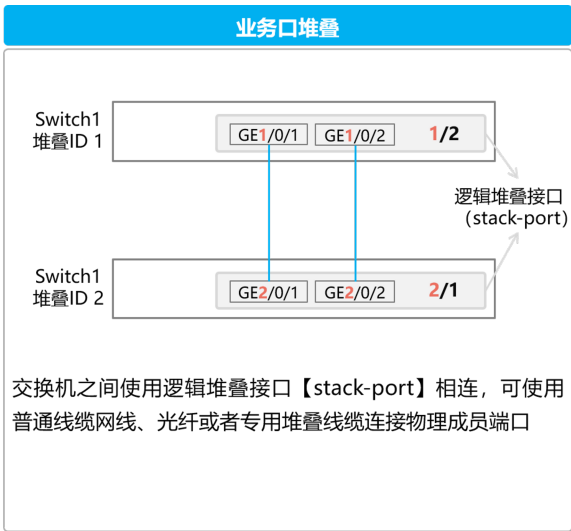 业务口堆叠
Switch1
堆叠ID 1
GE1/0/1
GE1/0/2
1/2
逻辑堆叠接口
（stack-port）
Switch1
堆叠ID 2
GE2/0/1
GE2/0/2
2/1
交换机之间使用逻辑堆叠接口【stack-port】相连，可使用
普通线缆网线、光纤或者专用堆叠线缆连接物理成员端口